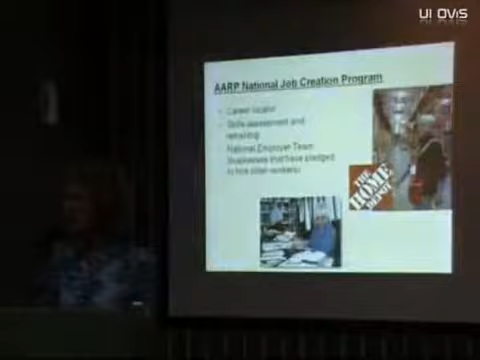 UI OVIS
AARP National Job Creation Program
Career locator
Skills assessment and
retraining
National Employer Team
Businesses that have pledged
to hire older workers
THE
HOME
DEPOT